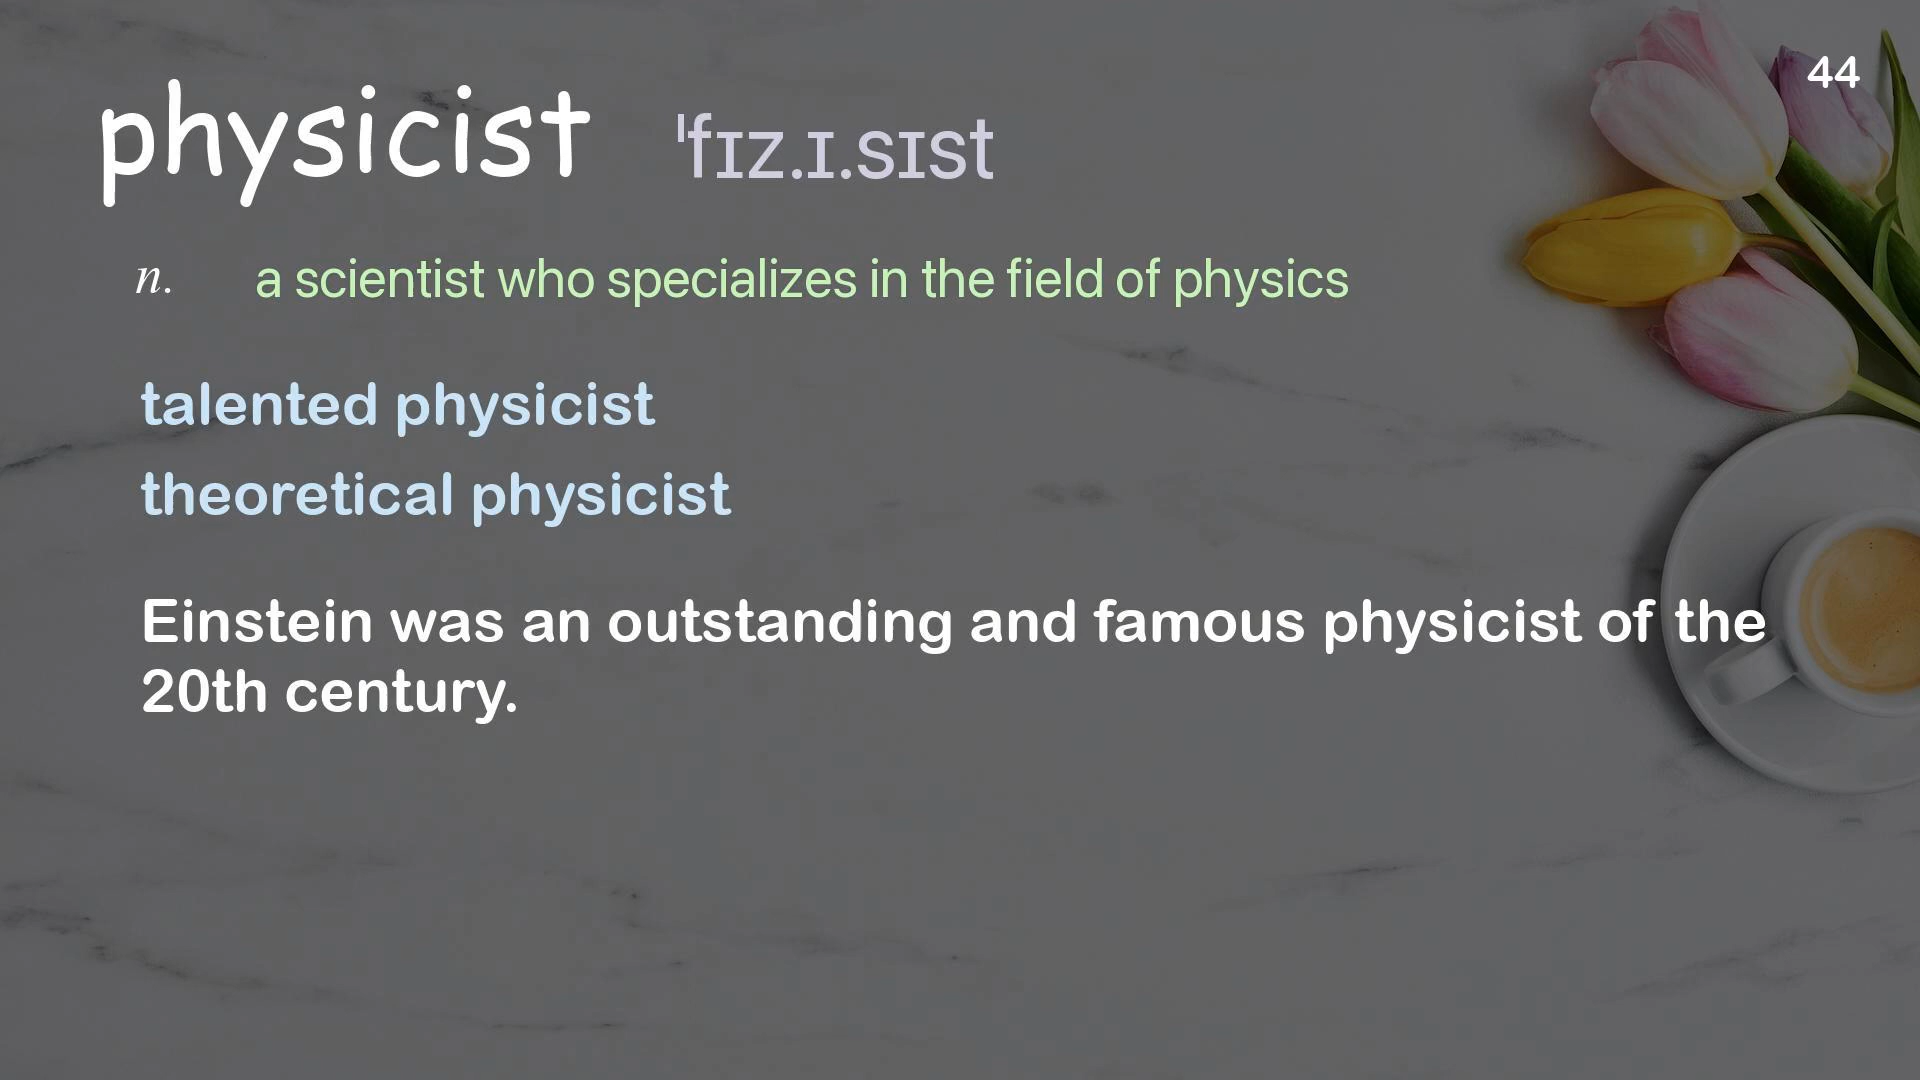 44
physicist ˈfɪz.ɪ.sɪst
n. a scientist who specializes in the field of physics
talented physicist
theoretical physicist
Einstein was an outstanding and famous physicist of the
20th century.